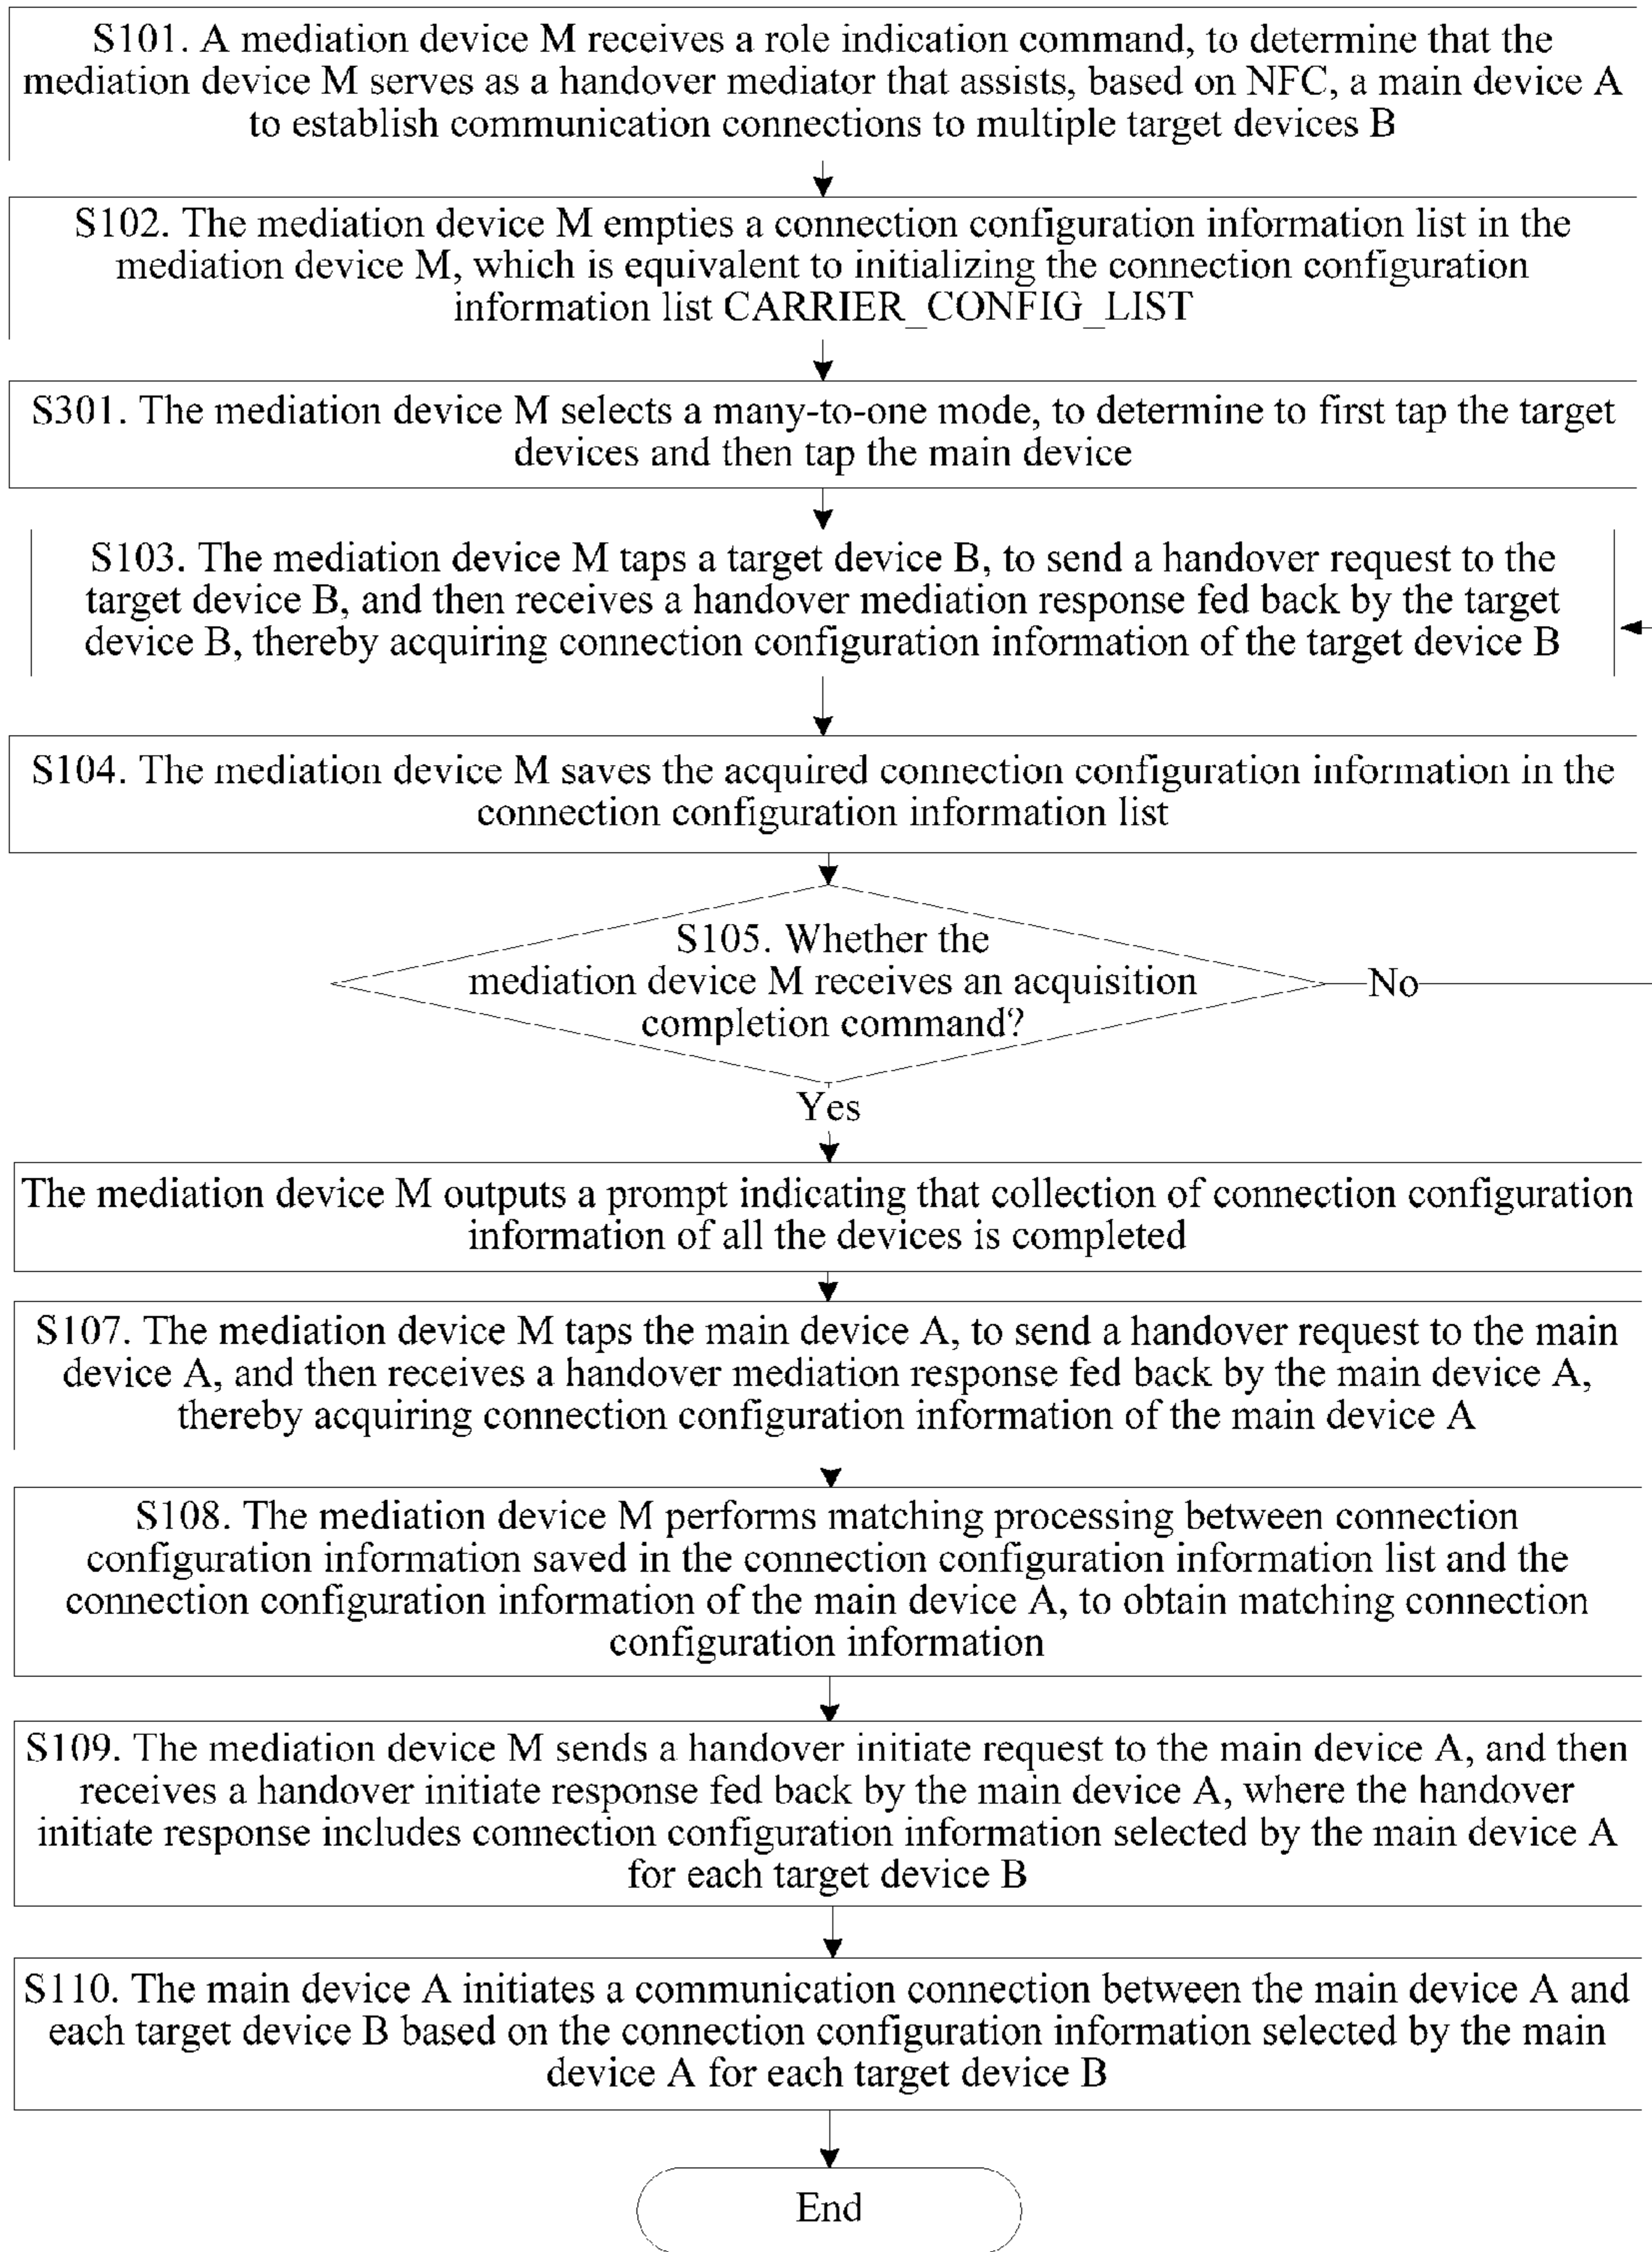 S101. A mediation device M receives a role indication command, to determine that the
mediation device M serves as a handover mediator that assists, based on NFC, a main device A
to establish communication connections to multiple target devices B
S102. The mediation device M empties a connection configuration information list in the
mediation device M, which is equivalent to initializing the connection configuration
information list CARRIER_CONFIG_LIST
S301. The mediation device M selects a many-to-one mode, to determine to first tap the target
devices and then tap the main device
S103. The mediation device M taps a target device B, to send a handover request to the
target device B, and then receives a handover mediation response fed back by the target
device B, thereby acquiring connection configuration information of the target device B
S104. The mediation device M saves the acquired connection configuration information in the
connection configuration information list
S105. Whether the
mediation device M receives an acquisition
completion command?
No
Yes
The mediation device M outputs a prompt indicating that collection of connection configuration
information of all the devices is completed
S107. The mediation device M taps the main device A, to send a handover request to the main
device A, and then receives a handover mediation response fed back by the main device A,
thereby acquiring connection configuration information of the main device A
S108. The mediation device M performs matching processing between connection
configuration information saved in the connection configuration information list and the
connection configuration information of the main device A, to obtain matching connection
configuration information
S109. The mediation device M sends a handover initiate request to the main device A, and then
receives a handover initiate response fed back by the main device A, where the handover
initiate response includes connection configuration information selected by the main device A
for each target device B
S110. The main device A initiates a communication connection between the main device A and
each target device B based on the connection configuration information selected by the main
device A for each target device B
End